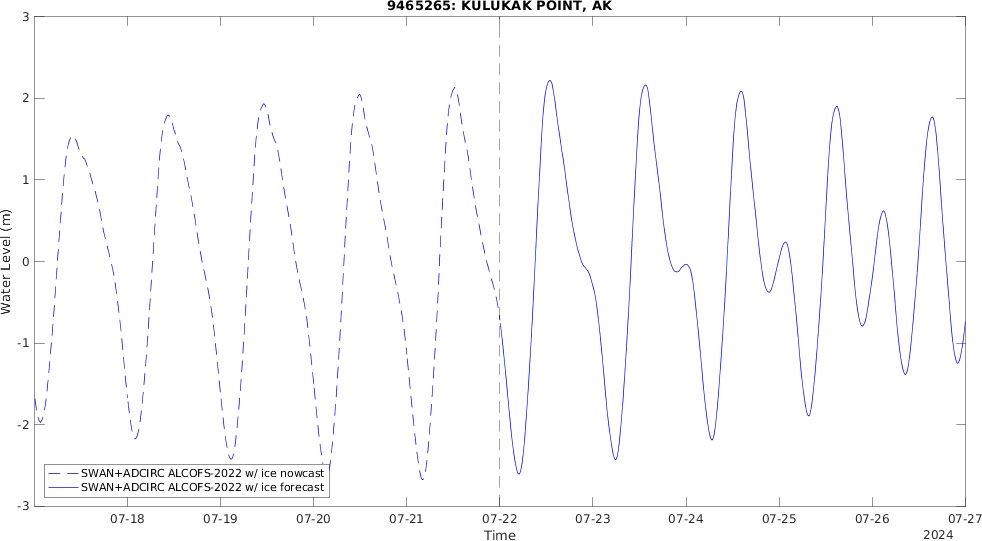 9465265: KULUKAK POINT, AK
3
2
1
0
-1
-2
-3
Water Level (m)
SWAN+ADCIRC ALCOFS-2022 w/ ice nowcast
SWAN+ADCIRC ALCOFS-2022 w/ ice forecast
07-18 07-19 07-20 07-21 07-22 07-23 07-24 07-25 07-26 07-27
Time
2024